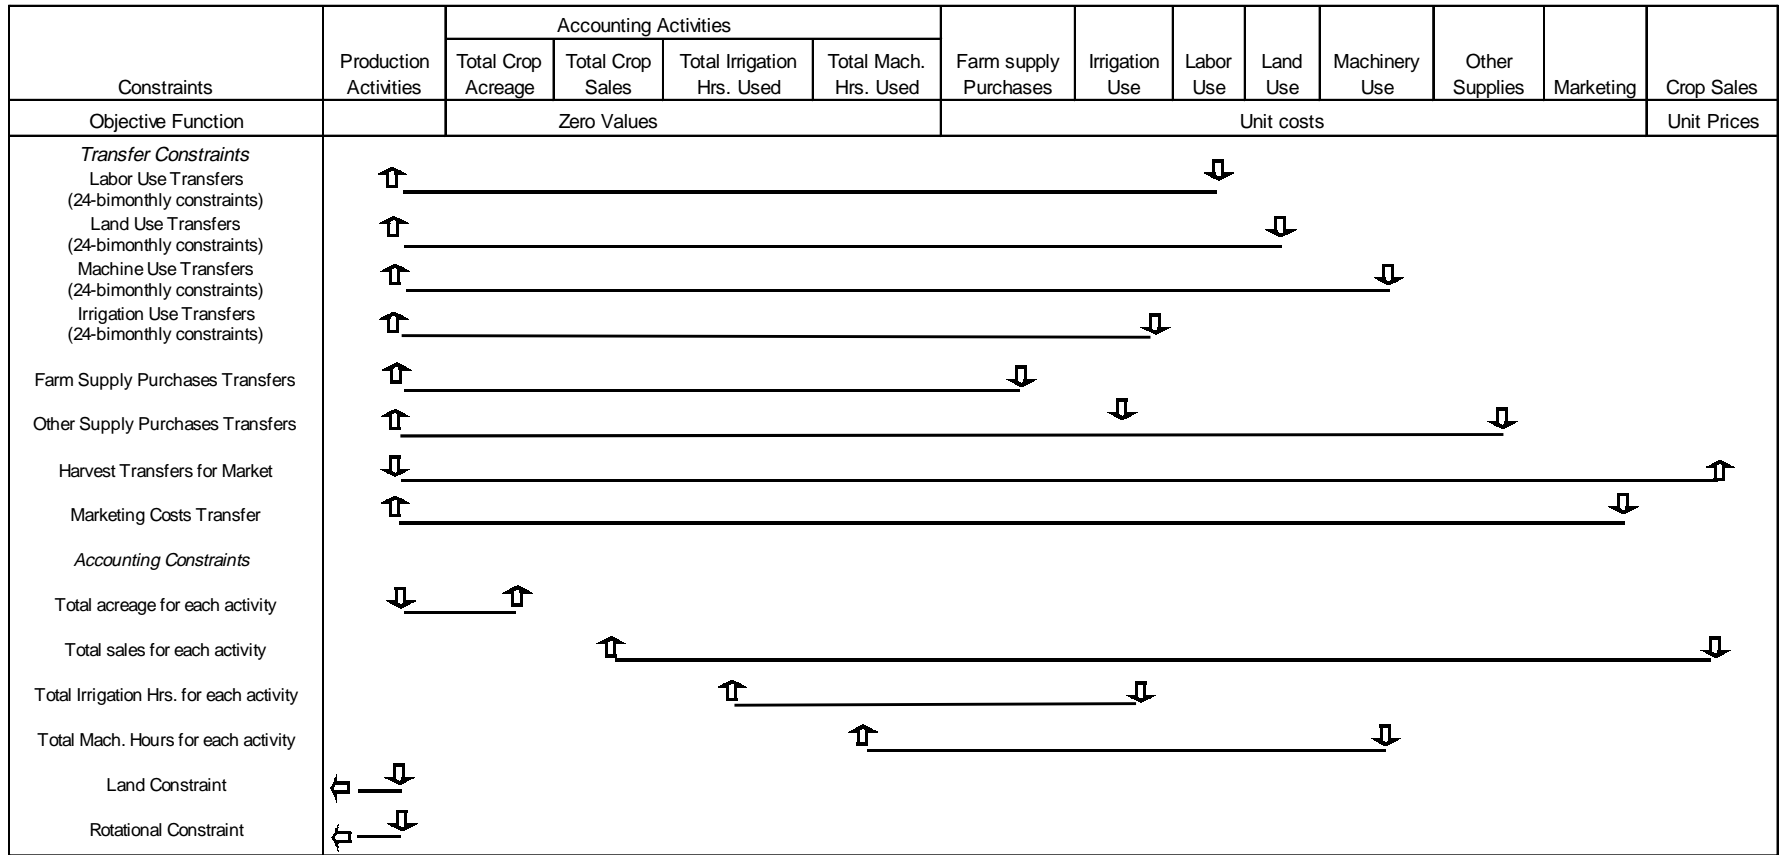 Accounting Activities
Production Total Crop Total Crop Total Irrigation Total Mach. Farm supply Irrigation Labor Land Machinery Other
Constraints Activities Acreage Sales Hrs. Used Hrs. Used Purchases Use Use Use Use Supplies Marketing Crop Sales
Objective Function Zero Values Unit costs Unit Prices
Transfer Constraints
Labor Use Transfers
(24-bimonthly constraints)
Land Use Transfers
(24-bimonthly constraints)
Machine Use Transfers
(24-bimonthly constraints)
Irrigation Use Transfers
(24-bimonthly constraints)
Farm Supply Purchases Transfers
Other Supply Purchases Transfers
Harvest Transfers for Market
Marketing Costs Transfer
Accounting Constraints
Total acreage for each activity
Total sales for each activity
Total Irrigation Hrs. for each activity
Total Mach. Hours for each activity
Land Constraint
Rotational Constraint